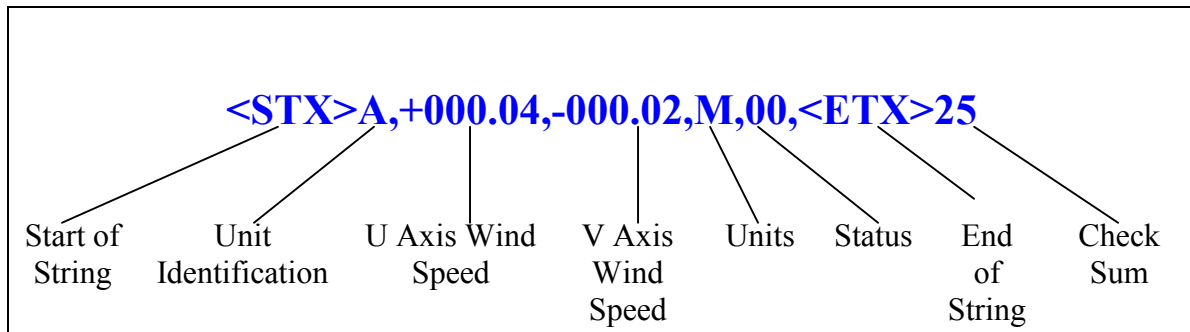 <STX>A,+000.04,-000.02,M,00,<ETX>25
Start of String
Unit Identification
U Axis Wind Speed
V Axis Wind Speed
Units
Status
End of String
Check Sum